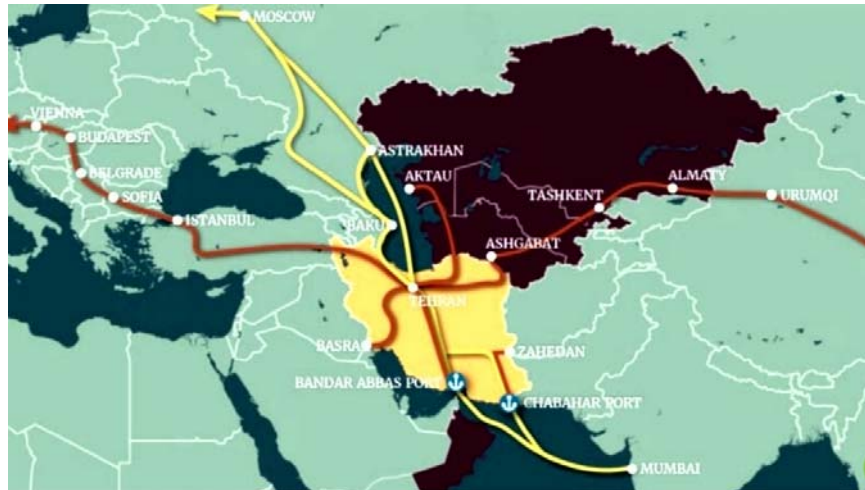 MOSCOW
VIENNA
BUDAPEST
ASTRAKHAN
BELGRADE
AKTAU
ALMATY
SOFIA
TASHKENT
URUMQI
ISTANBUL
BAKU
ASHGABAT
TEHRAN
BASRA
ZAHEDAN
BANDAR ABBAS PORT
CHABAHAR PORT
MUMBAI